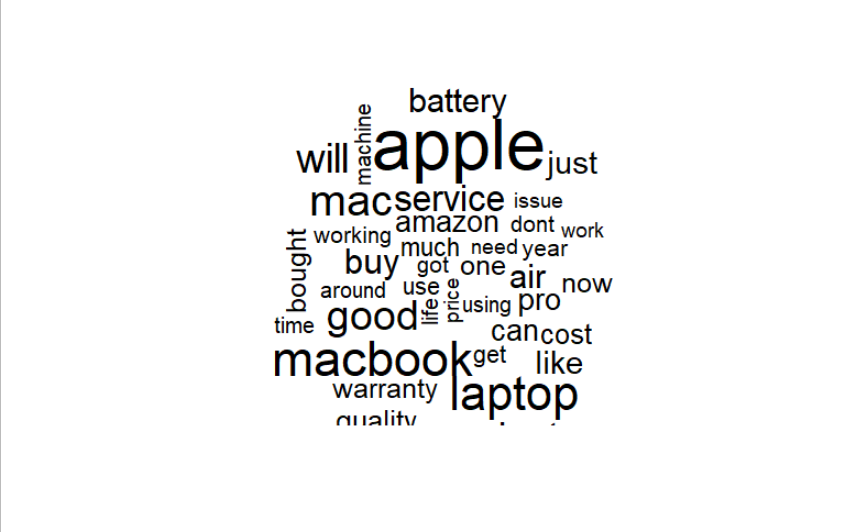 battery
machine
apple
will
just
mac
service
issue
amazon
dont
work
working
bought
much
need
year
buy
got
one
air
now
around
use
life
price
using
pro
time
good
can
cost
macbook
get
like
warranty
laptop
quality